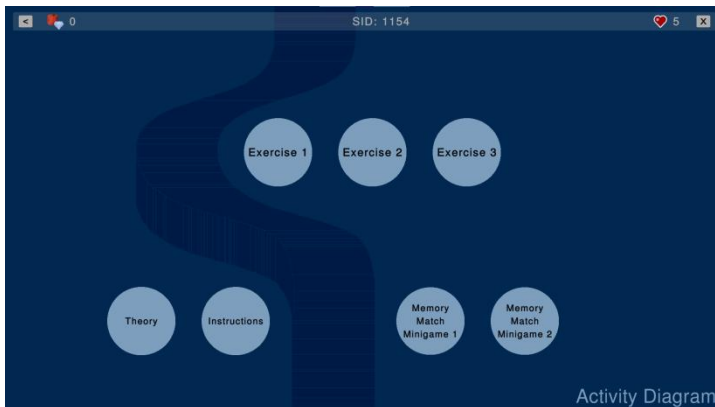 < 0 SID: 1154 5 X
Exercise 1 Exercise 2 Exercise 3
Theory Instructions
Memory
Match
Minigame 1
Memory
Match
Minigame 2
Activity Diagram